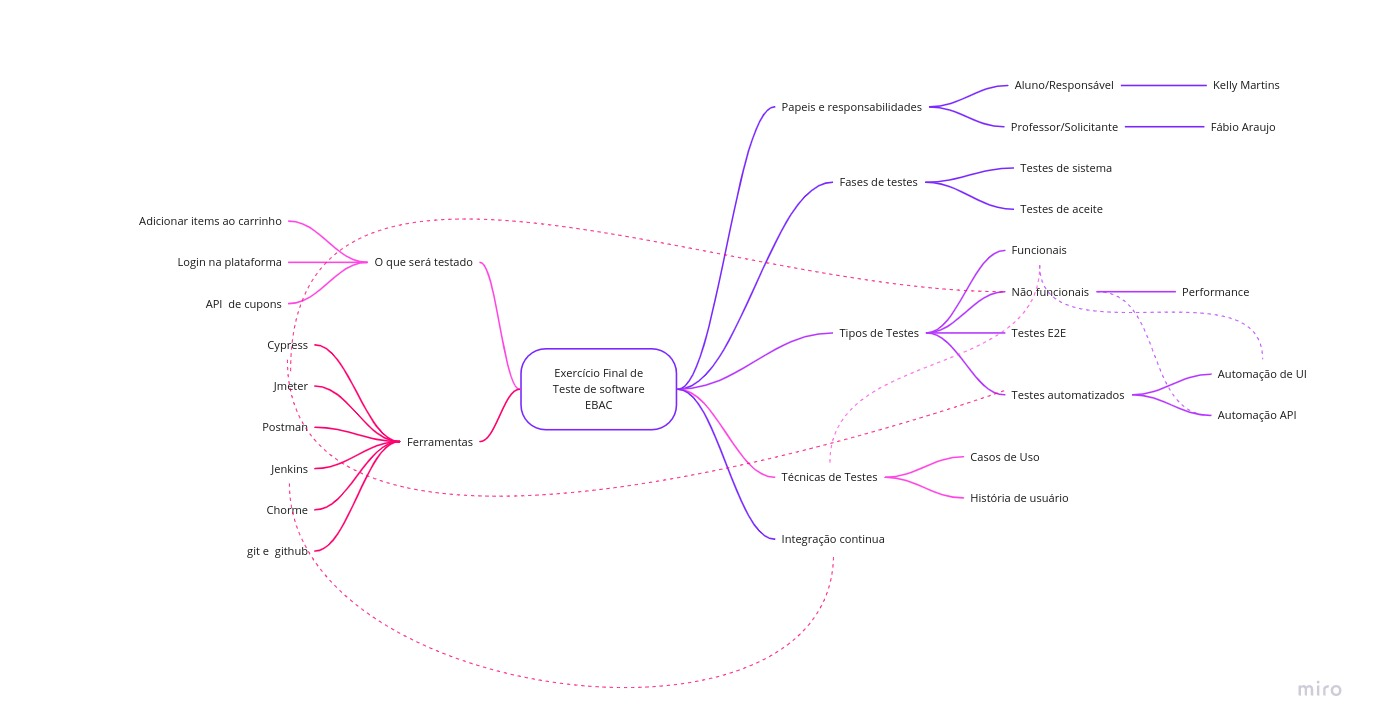 Exercício Final de
Teste de software
EBAC
Papeis e responsabilidades
Aluno/Responsável
Kelly Martins
Professor/Solicitante
Fábio Araujo
Fases de testes
Testes de sistema
Testes de aceite
Tipos de Testes
Funcionais
Não funcionais
Performance
Testes E2E
Testes automatizados
Automação de UI
Automação API
Técnicas de Testes
Casos de Uso
História de usuário
Integração continua
O que será testado
Adicionar items ao carrinho
Login na plataforma
API de cupons
Ferramentas
Cypress
Jmeter
Postman
Jenkins
Chorme
git e github
miro